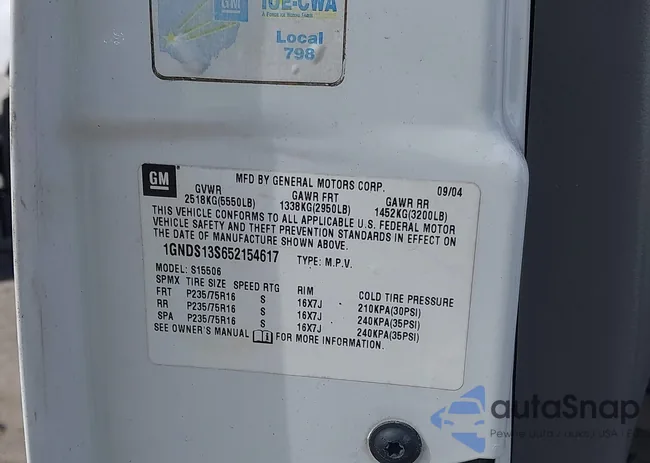 GM IUE-CWA
Local
798
GM
MFD BY GENERAL MOTORS CORP. 09/04
GVWR GAWR FRT GAWR RR
2518KG(5550LB) 1338KG(2950LB) 1452KG(3200LB)
THIS VEHICLE CONFORMS TO ALL APPLICABLE U.S. FEDERAL MOTOR
VEHICLE SAFETY AND THEFT PREVENTION STANDARDS IN EFFECT ON
THE DATE OF MANUFACTURE SHOWN ABOVE.
1GNDS13S652154617 TYPE: M.P.V.
MODEL: S15506
SPMX TIRE SIZE SPEED RTG RIM COLD TIRE PRESSURE
FRT P235/75R16 S 16X7J 210KPA(30PSI)
RR P235/75R16 S 16X7J 240KPA(35PSI)
SPA P235/75R16 S 16X7J 240KPA(35PSI)
SEE OWNER'S MANUAL FOR MORE INFORMATION.
autaSnap